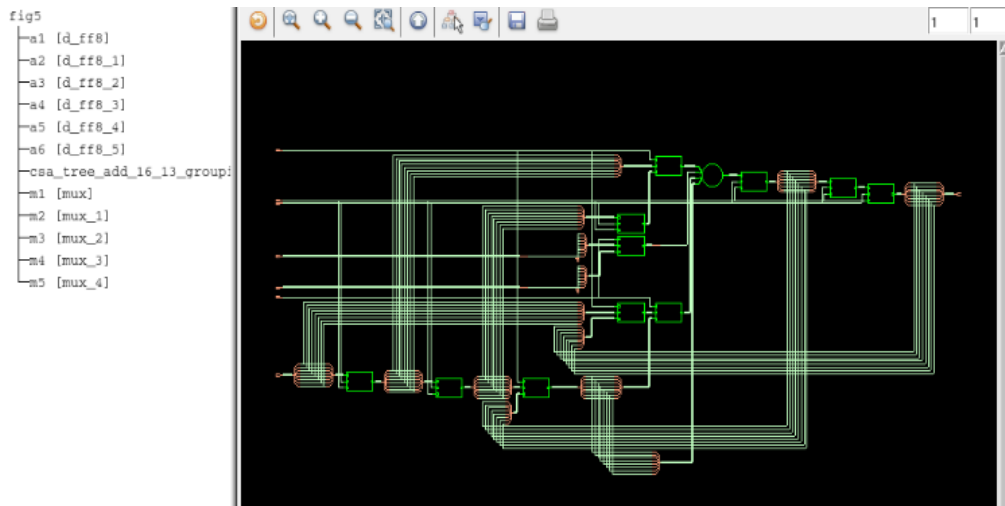 fig5
a1 [d_ff8]
a2 [d_ff8_1]
a3 [d_ff8_2]
a4 [d_ff8_3]
a5 [d_ff8_4]
a6 [d_ff8_5]
csa_tree_add_16_13_groupi
m1 [mux]
m2 [mux_1]
m3 [mux_2]
m4 [mux_3]
m5 [mux_4]
1 1